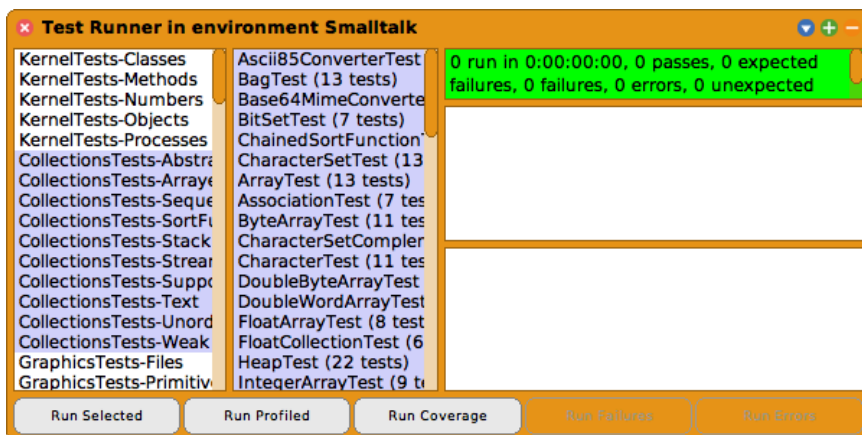 Test Runner in environment Smalltalk
KernelTests-Classes
KernelTests-Methods
KernelTests-Numbers
KernelTests-Objects
KernelTests-Processes
CollectionsTests-Abstra
CollectionsTests-Arraye
CollectionsTests-Seque
CollectionsTests-SortFu
CollectionsTests-Stack
CollectionsTests-Strear
CollectionsTests-Suppo
CollectionsTests-Text
CollectionsTests-Unord
CollectionsTests-Weak
GraphicsTests-Files
GraphicsTests-Primitiv
Ascii85ConverterTest
BagTest (13 tests)
Base64MimeConverte
BitSetTest (7 tests)
ChainedSortFunction
CharacterSetTest (13
ArrayTest (13 tests)
AssociationTest (7 tes
ByteArrayTest (11 tes
CharacterSetComplem
CharacterTest (11 tes
DoubleByteArrayTest
DoubleWordArrayTest
FloatArrayTest (8 test
FloatCollectionTest (6
HeapTest (22 tests)
IntegerArrayTest (9 te
0 run in 0:00:00:00, 0 passes, 0 expected
failures, 0 failures, 0 errors, 0 unexpected
Run Selected
Run Profiled
Run Coverage
Run Failures
Run Errors